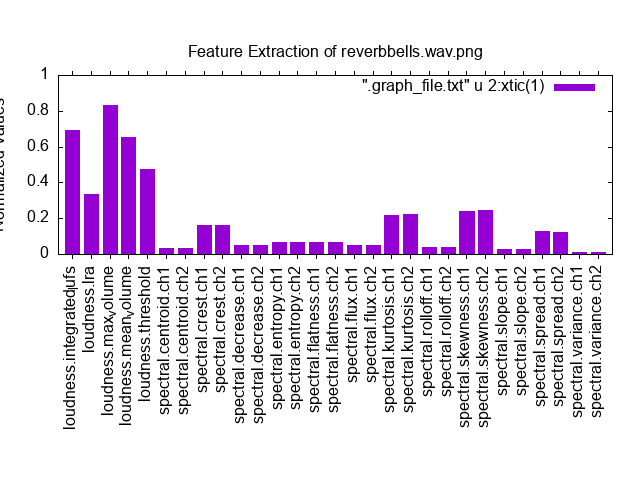 Feature Extraction of reverbbells.wav.png
".graph_file.txt" u 2:xtic(1)
Normalized Values
1
0.8
0.6
0.4
0.2
0
loudness.integratedlufs
loudness.lra
loudness.maxvolume
loudness.meanvolume
loudness.threshold
spectral.centroid.ch1
spectral.centroid.ch2
spectral.crest.ch1
spectral.crest.ch2
spectral.decrease.ch1
spectral.decrease.ch2
spectral.entropy.ch1
spectral.entropy.ch2
spectral.flatness.ch1
spectral.flatness.ch2
spectral.flux.ch1
spectral.flux.ch2
spectral.kurtosis.ch1
spectral.kurtosis.ch2
spectral.rolloff.ch1
spectral.rolloff.ch2
spectral.skewness.ch1
spectral.skewness.ch2
spectral.slope.ch1
spectral.slope.ch2
spectral.spread.ch1
spectral.spread.ch2
spectral.variance.ch1
spectral.variance.ch2